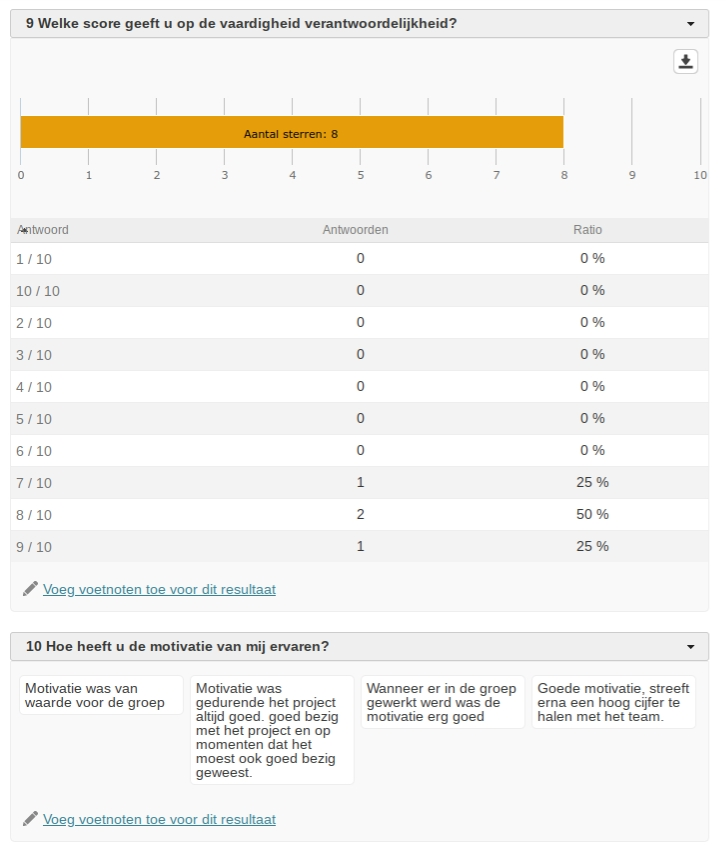 9 Welke score geeft u op de vaardigheid verantwoordelijkheid?
Aantal sterren: 8
0 1 2 3 4 5 6 7 8 9 10
Antwoord Antwoorden Ratio
1 / 10 0 0 %
10 / 10 0 0 %
2 / 10 0 0 %
3 / 10 0 0 %
4 / 10 0 0 %
5 / 10 0 0 %
6 / 10 0 0 %
7 / 10 1 25 %
8 / 10 2 50 %
9 / 10 1 25 %
Voeg voetnoten toe voor dit resultaat
10 Hoe heeft u de motivatie van mij ervaren?
Motivatie was van
waarde voor de groep
Motivatie was
gedurende het project
altijd goed. goed bezig
met het project en op
momenten dat het
moest ook goed bezig
geweest.
Wanneer er in de groep
gewerkt werd was de
motivatie erg goed
Goede motivatie, streeft
erna een hoog cijfer te
halen met het team.
Voeg voetnoten toe voor dit resultaat